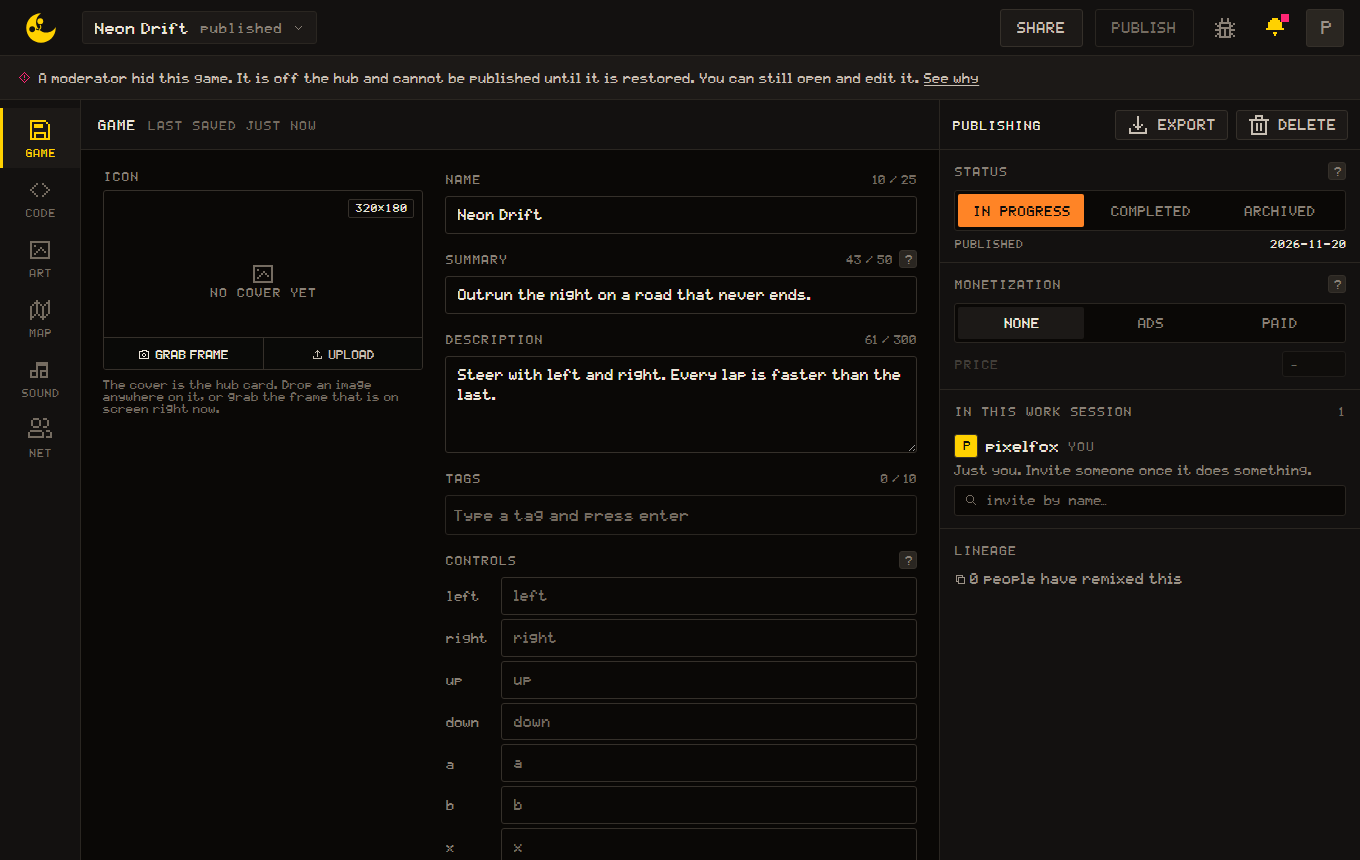 Neon Drift published
SHARE
PUBLISH
P
A moderator hid this game. It is off the hub and cannot be published until it is restored. You can still open and edit it. See why
GAME
CODE
ART
MAP
SOUND
NET
GAME LAST SAVED JUST NOW
ICON
320×180
NO COVER YET
GRAB FRAME
UPLOAD
The cover is the hub card. Drop an image
anywhere on it, or grab the frame that is on
screen right now.
NAME 10 / 25
Neon Drift
SUMMARY 43 / 50 ?
Outrun the night on a road that never ends.
DESCRIPTION 61 / 300
Steer with left and right. Every lap is faster than the
last.
TAGS 0 / 10
Type a tag and press enter
CONTROLS ?
left left
right right
up up
down down
a a
b b
x x
PUBLISHING
EXPORT
DELETE
STATUS ?
IN PROGRESS
COMPLETED
ARCHIVED
PUBLISHED 2026-11-20
MONETIZATION ?
NONE
ADS
PAID
PRICE –
IN THIS WORK SESSION 1
P pixelfox YOU
Just you. Invite someone once it does something.
invite by name…
LINEAGE
0 people have remixed this